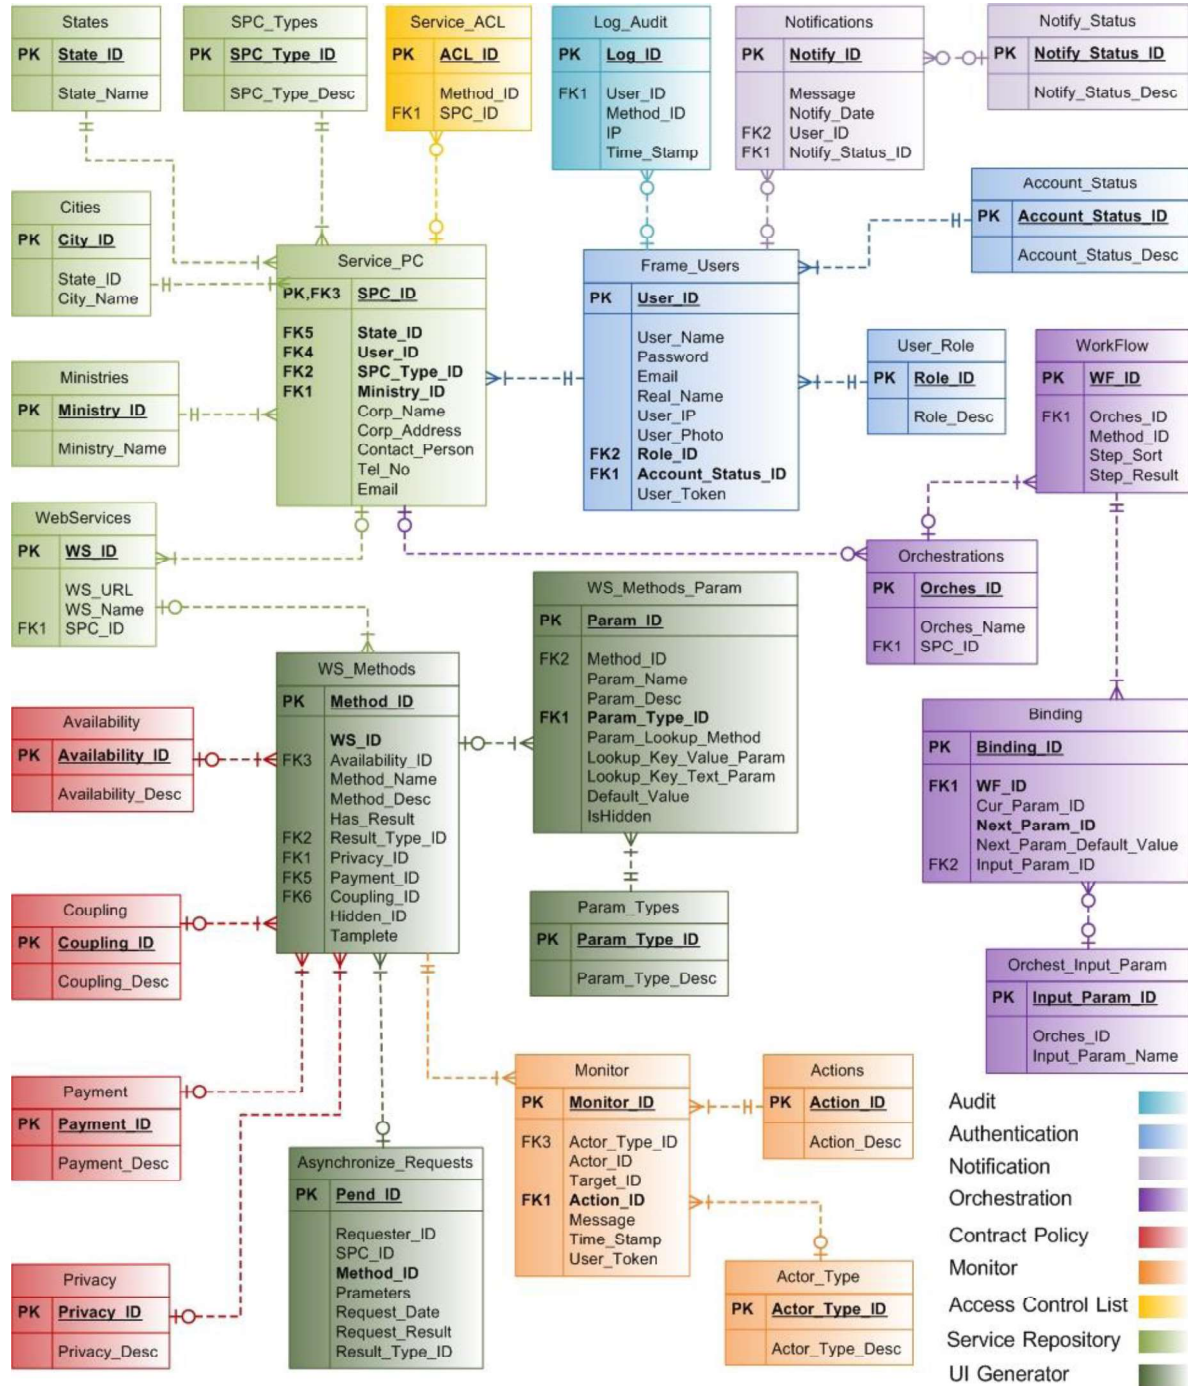 States
PK State_ID
State_Name
SPC_Types
PK SPC_Type_ID
SPC_Type_Desc
Service_ACL
PK ACL_ID
Method_ID
FK1 SPC_ID
Log_Audit
PK Log_ID
FK1 User_ID
Method_ID
IP
Time_Stamp
Notifications
PK Notify_ID
Message
Notify_Date
FK2 User_ID
FK1 Notify_Status_ID
Notify_Status
PK Notify_Status_ID
Notify_Status_Desc
Cities
PK City_ID
State_ID
City_Name
Service_PC
PK,FK3 SPC_ID
FK5 State_ID
FK4 User_ID
FK2 SPC_Type_ID
FK1 Ministry_ID
Corp_Name
Corp_Address
Contact_Person
Tel_No
Email
Frame_Users
PK User_ID
User_Name
Password
Email
Real_Name
User_IP
User_Photo
FK2 Role_ID
FK1 Account_Status_ID
User_Token
Account_Status
PK Account_Status_ID
Account_Status_Desc
User_Role
PK Role_ID
Role_Desc
WorkFlow
PK WF_ID
FK1 Orches_ID
Method_ID
Step_Sort
Step_Result
Ministries
PK Ministry_ID
Ministry_Name
WebServices
PK WS_ID
WS_URL
WS_Name
FK1 SPC_ID
Orchestrations
PK Orches_ID
Orches_Name
FK1 SPC_ID
WS_Methods_Param
PK Param_ID
FK2 Method_ID
Param_Name
Param_Desc
FK1 Param_Type_ID
Param_Lookup_Method
Lookup_Key_Value_Param
Lookup_Key_Text_Param
Default_Value
IsHidden
WS_Methods
PK Method_ID
WS_ID
FK3 Availability_ID
Method_Name
Method_Desc
Has_Result
FK2 Result_Type_ID
FK1 Privacy_ID
FK5 Payment_ID
FK6 Coupling_ID
Hidden_ID
Tamplete
Availability
PK Availability_ID
Availability_Desc
Binding
PK Binding_ID
FK1 WF_ID
Cur_Param_ID
Next_Param_ID
Next_Param_Default_Value
FK2 Input_Param_ID
Coupling
PK Coupling_ID
Coupling_Desc
Param_Types
PK Param_Type_ID
Param_Type_Desc
Orchest_Input_Param
PK Input_Param_ID
Orches_ID
Input_Param_Name
Payment
PK Payment_ID
Payment_Desc
Monitor
PK Monitor_ID
FK3 Actor_Type_ID
Actor_ID
Target_ID
FK1 Action_ID
Message
Time_Stamp
User_Token
Actions
PK Action_ID
Action_Desc
Asynchronize_Requests
PK Pend_ID
Requester_ID
SPC_ID
Method_ID
Prameters
Request_Date
Request_Result
Result_Type_ID
Privacy
PK Privacy_ID
Privacy_Desc
Actor_Type
PK Actor_Type_ID
Actor_Type_Desc
Audit
Authentication
Notification
Orchestration
Contract Policy
Monitor
Access Control List
Service Repository
UI Generator